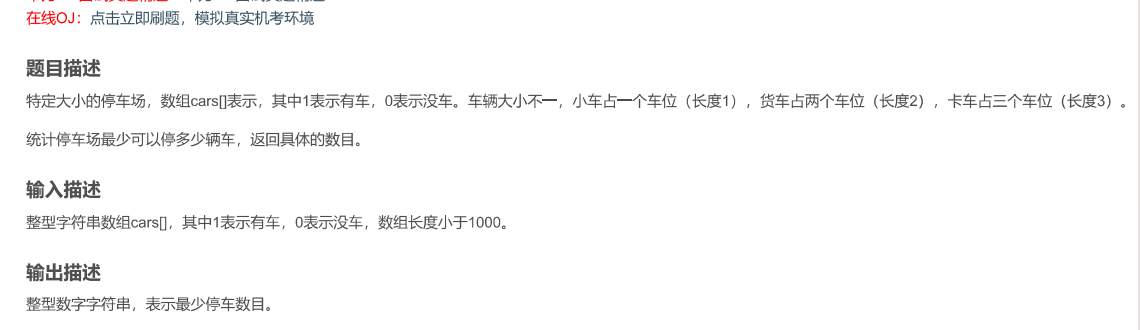 在线OJ：点击立即刷题，模拟真实机考环境
题目描述
特定大小的停车场，数组cars[]表示，其中1表示有车，0表示没车。车辆大小不一，小车占一个车位（长度1），货车占两个车位（长度2），卡车占三个车位（长度3）。
统计停车场最少可以停多少辆车，返回具体的数目。
输入描述
整型字符串数组cars[]，其中1表示有车，0表示没车，数组长度小于1000。
输出描述
整型数字字符串，表示最少停车数目。